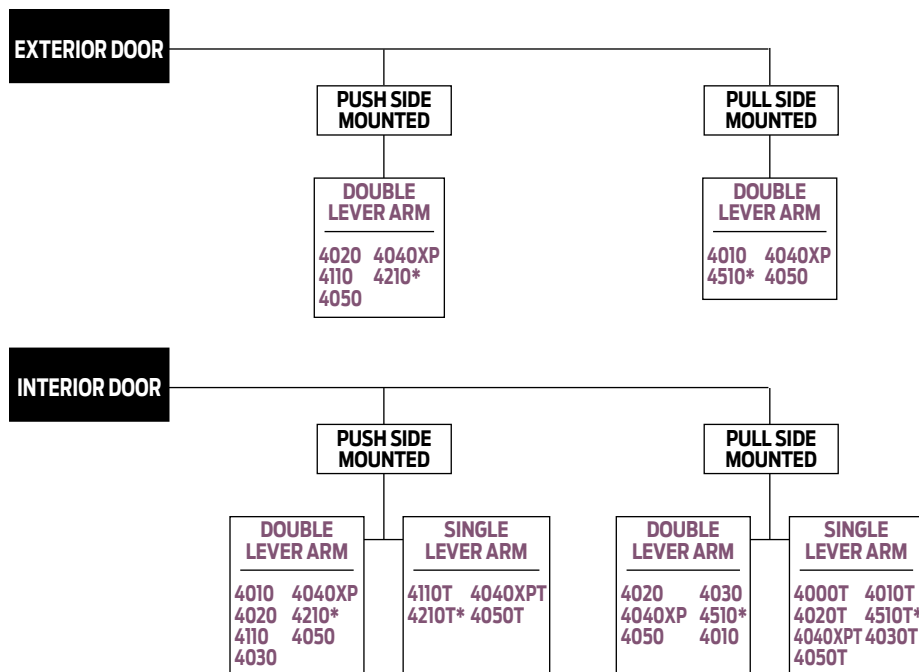 EXTERIOR DOOR
PUSH SIDE
MOUNTED
DOUBLE
LEVER ARM
4020 4040XP
4110 4210*
4050
PULL SIDE
MOUNTED
DOUBLE
LEVER ARM
4010 4040XP
4510* 4050
INTERIOR DOOR
PUSH SIDE
MOUNTED
DOUBLE
LEVER ARM
4010 4040XP
4020 4210*
4110 4050
4030
SINGLE
LEVER ARM
4110T 4040XPT
4210T* 4050T
PULL SIDE
MOUNTED
DOUBLE
LEVER ARM
4020 4030
4040XP 4510*
4050 4010
SINGLE
LEVER ARM
4000T 4010T
4020T 4510T*
4040XPT 4030T
4050T